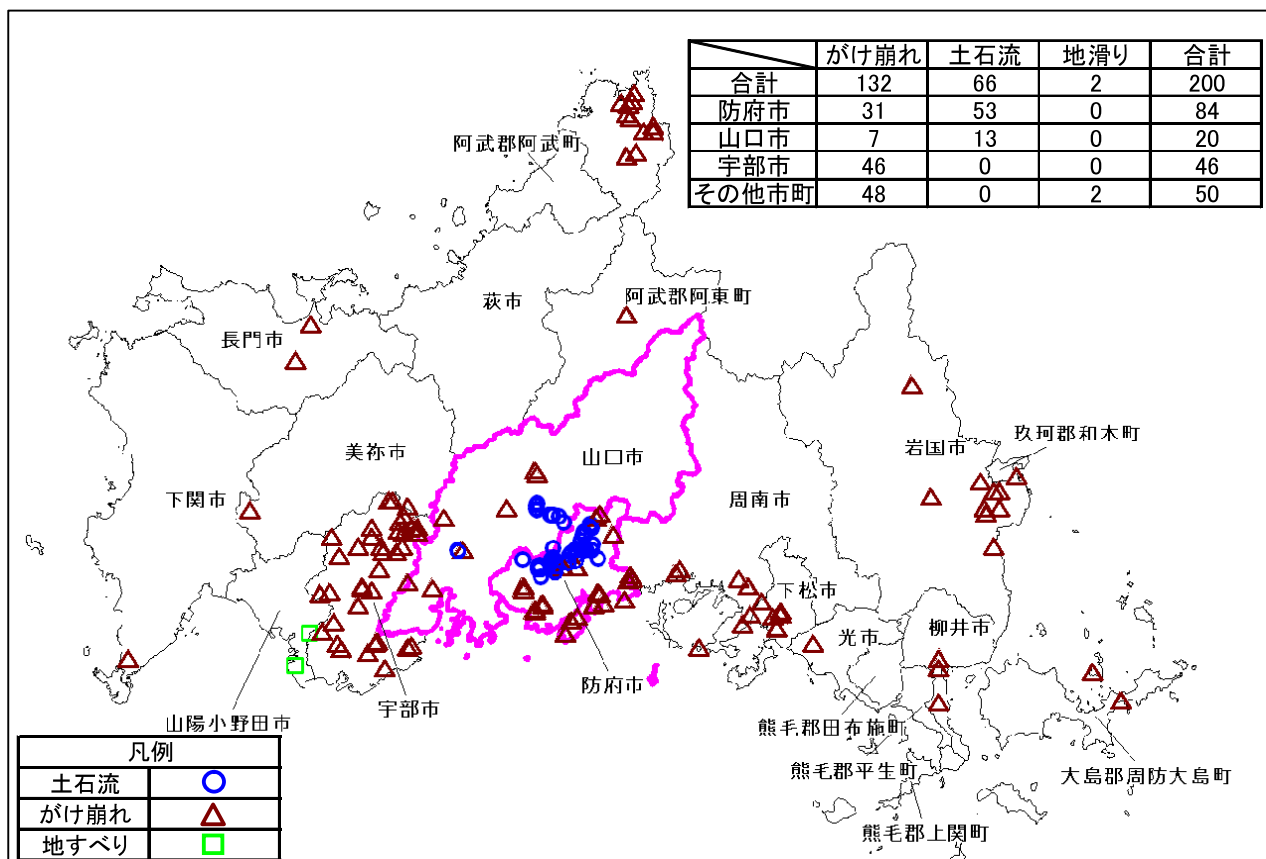 がけ崩れ 土石流 地滑り 合計
合計 132 66 2 200
防府市 31 53 0 84
山口市 7 13 0 20
宇部市 46 0 0 46
その他市町 48 0 2 50
阿武郡阿武町
萩市
阿武郡阿東町
長門市
美祢市
山口市
岩国市
玖珂郡和木町
下関市
周南市
下松市
光市
柳井市
防府市
宇部市
山陽小野田市
熊毛郡田布施町
熊毛郡平生町
大島郡周防大島町
熊毛郡上関町
凡例
土石流
がけ崩れ
地すべり